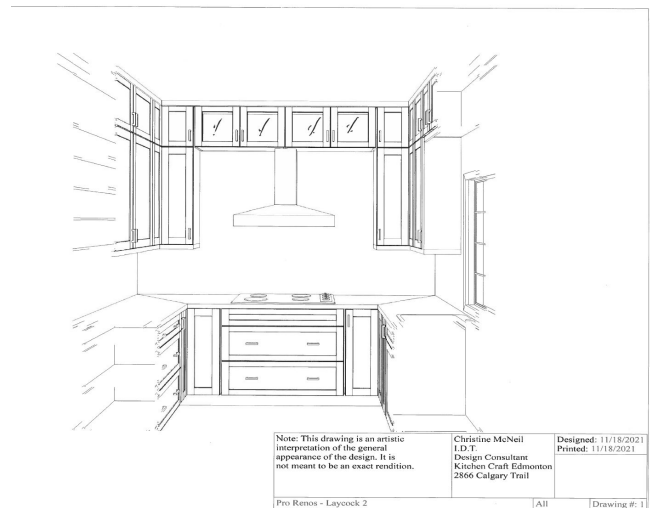 Note: This drawing is an artistic
interpretation of the general
appearance of the design. It is
not meant to be an exact rendition.
Christine McNeil
I.D.T.
Design Consultant
Kitchen Craft Edmonton
2866 Calgary Trail
Designed: 11/18/2021
Printed: 11/18/2021
Pro Renos - Laycock 2
All
Drawing #: 1